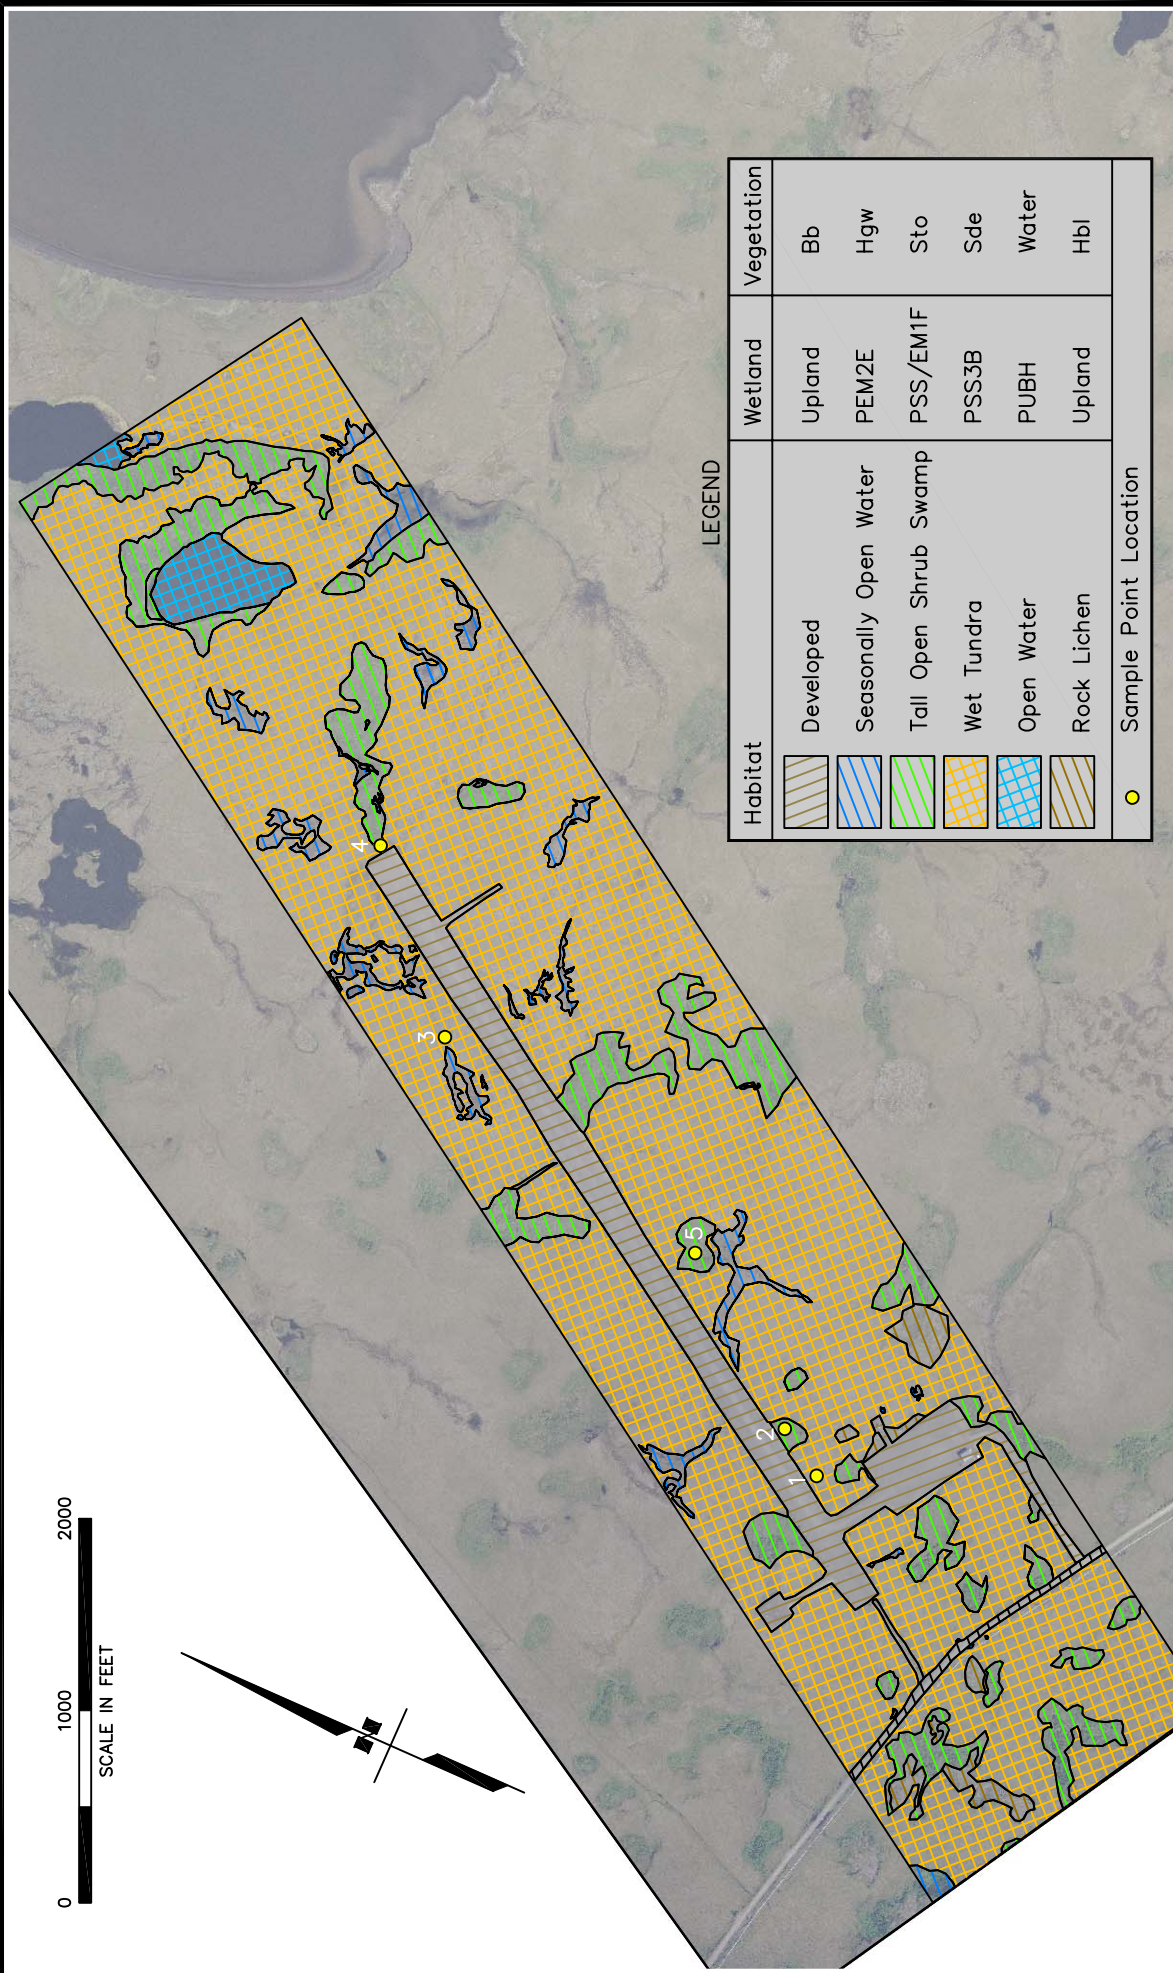 0 1000 2000
SCALE IN FEET
N
1
2
3
4
5
LEGEND
Habitat Wetland Vegetation
Developed Upland Bb
Seasonally Open Water PEM2E Hgw
Tall Open Shrub Swamp PSS/EM1F Sto
Wet Tundra PSS3B Sde
Open Water PUBH Water
Rock Lichen Upland Hbl
Sample Point Location